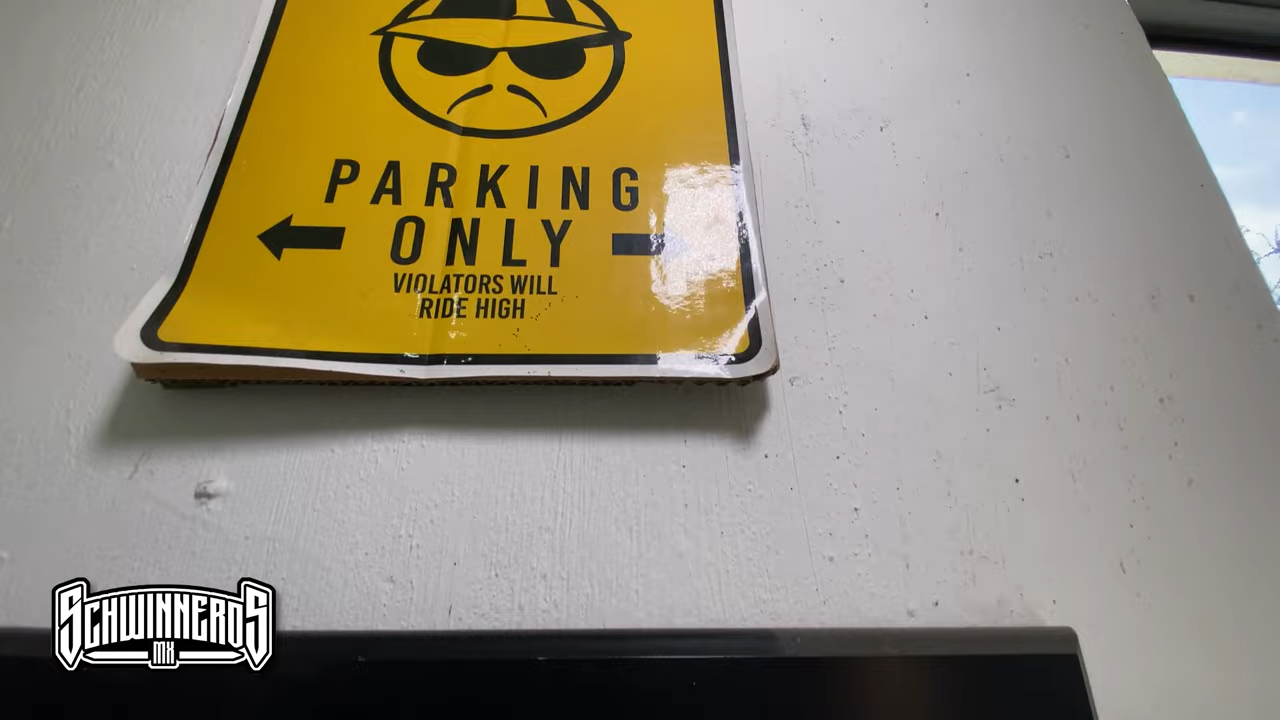 PARKING
ONLY
VIOLATORS WILL
RIDE HIGH
SCHWINNEROS
MX